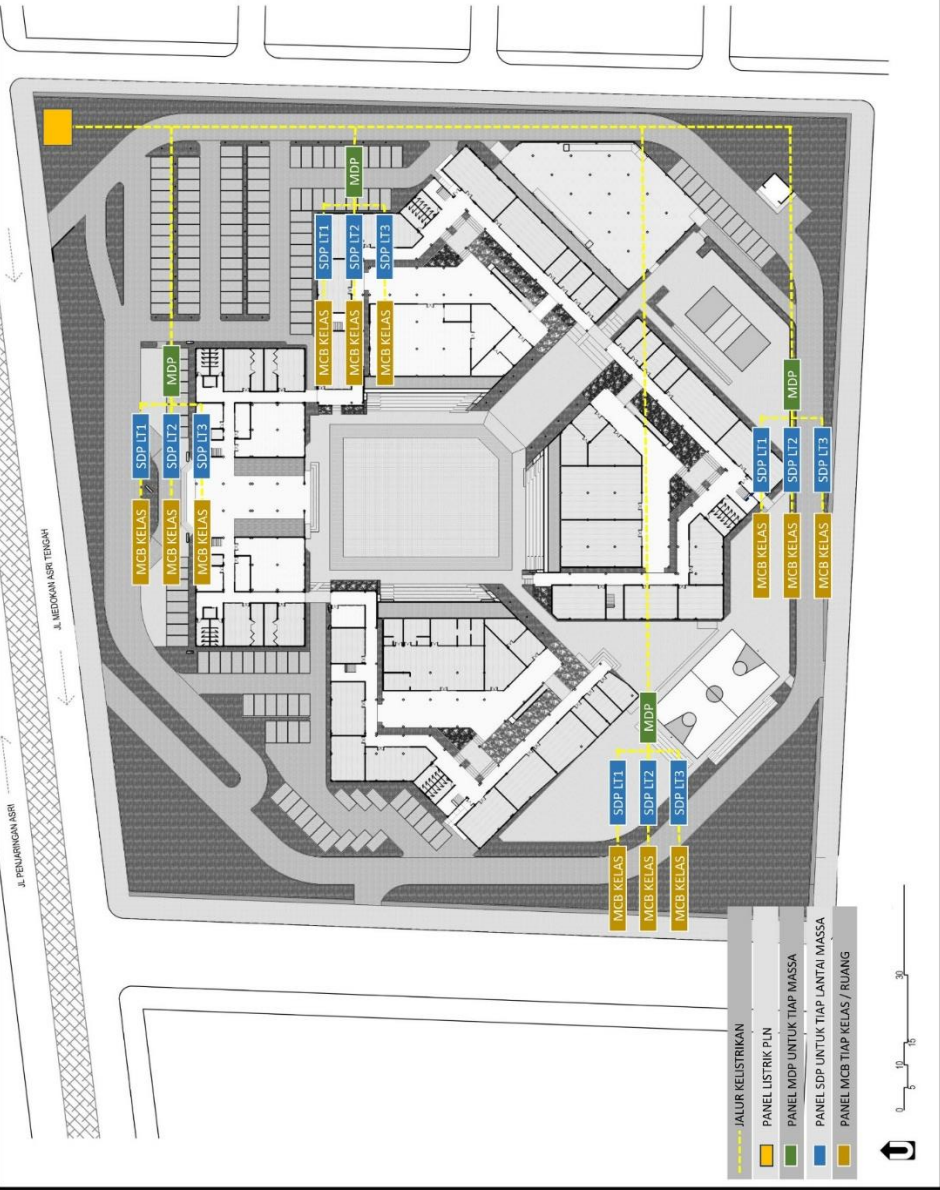 JL PENJARINGAN ASRI
JL MEDOKAN ASRI TENGAH
MDP
SDP LT1
SDP LT2
SDP LT3
MCB KELAS
MCB KELAS
MCB KELAS
MDP
SDP LT1
SDP LT2
SDP LT3
MCB KELAS
MCB KELAS
MCB KELAS
MDP
SDP LT1
SDP LT2
SDP LT3
MCB KELAS
MCB KELAS
MCB KELAS
MDP
SDP LT1
SDP LT2
SDP LT3
MCB KELAS
MCB KELAS
MCB KELAS
JALUR KELISTRIKAN
PANEL LISTRIK PLN
PANEL MDP UNTUK TIAP MASSA
PANEL SDP UNTUK TIAP LANTAI MASSA
PANEL MCB TIAP KELAS / RUANG
0 5 10 15 30
U